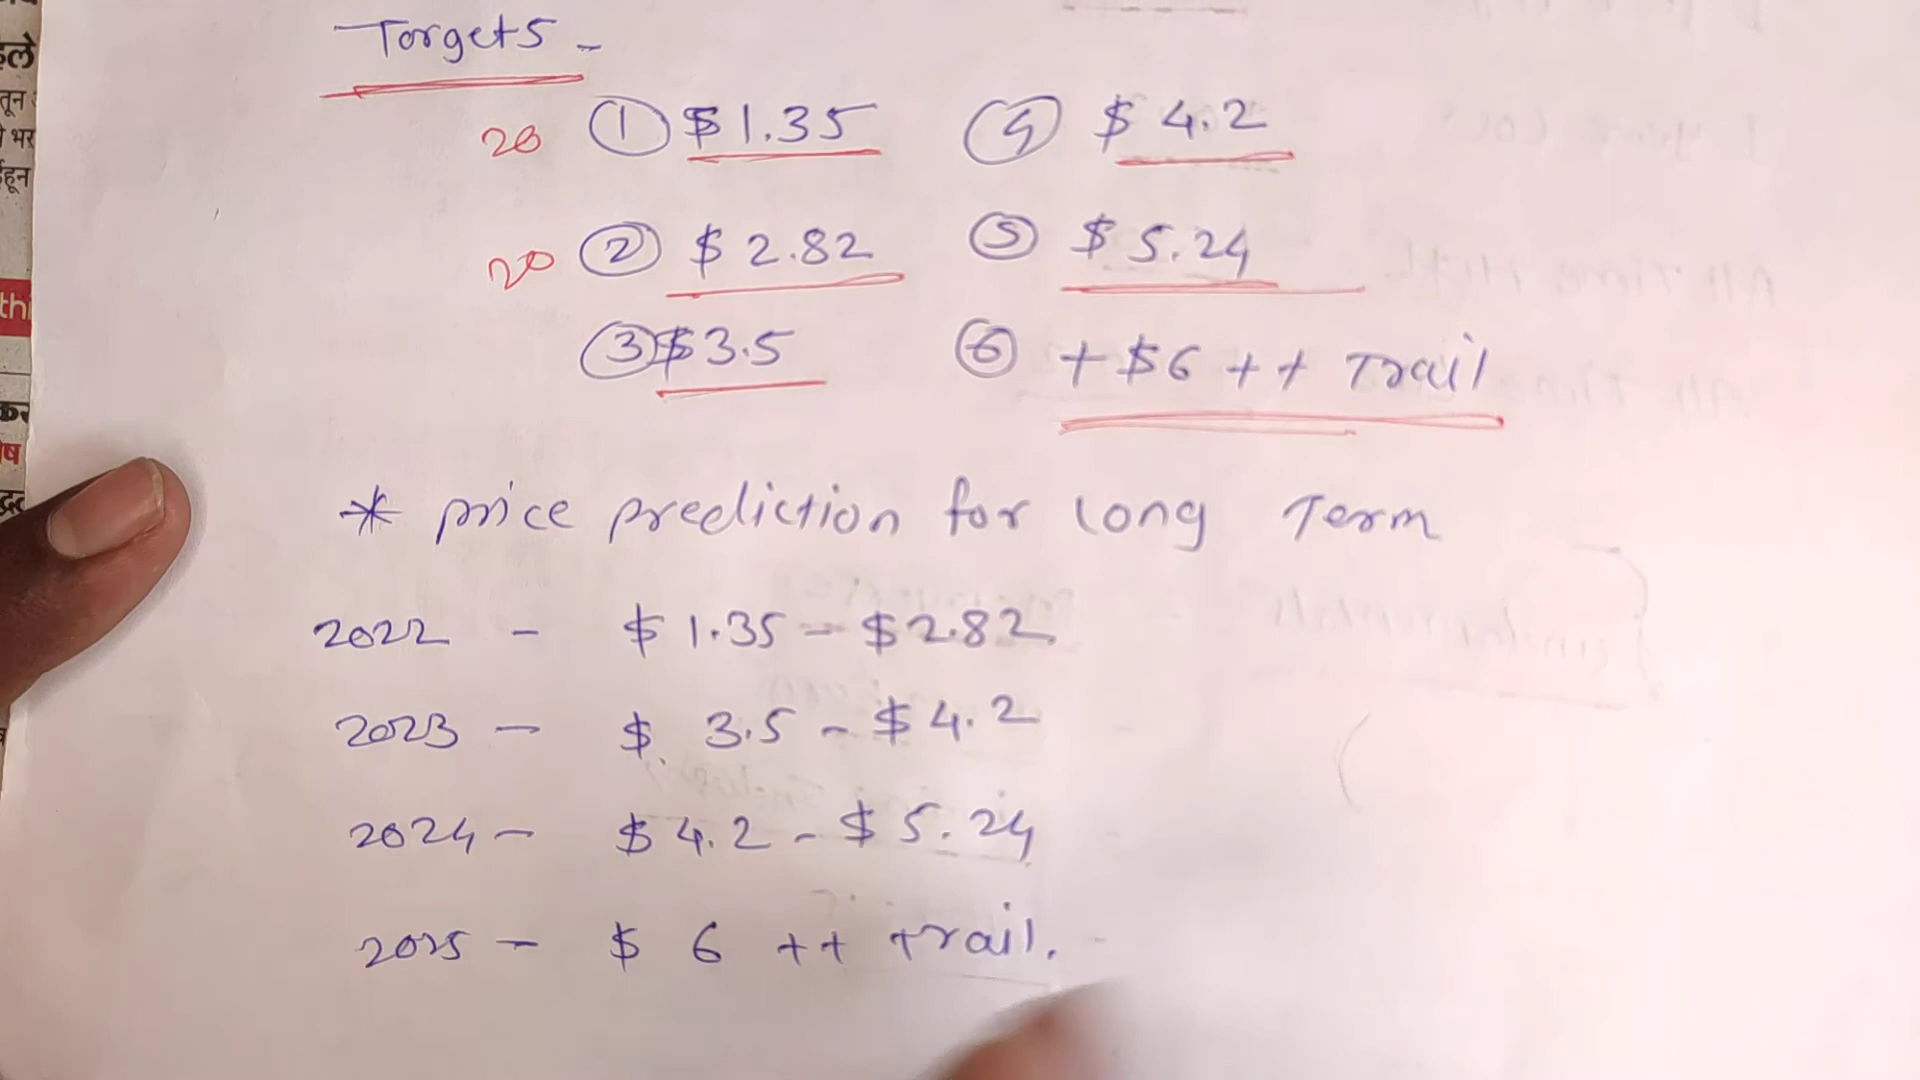 Torgets -
20 ① $1.35 ④ $ 4.2
20 ② $ 2.82 ⑤ $ 5.24
③ $3.5 ⑥ + $6 ++ Trail
* price prediction for Long Term
2022 - $ 1.35 - $2.82
2023 - $ 3.5 - $4.2
2024 - $ 4.2 - $ 5.24
2025 - $ 6 ++ trail.